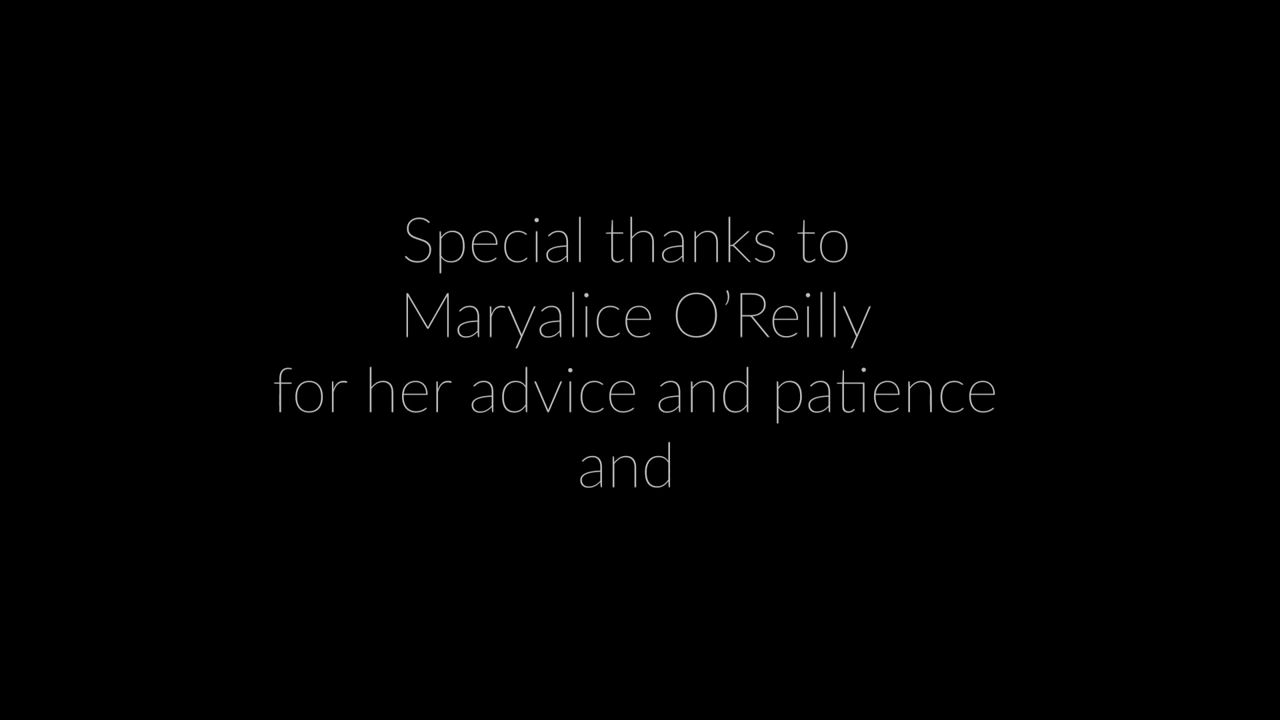 Special thanks to
Maryalice O’Reilly
for her advice and patience
and